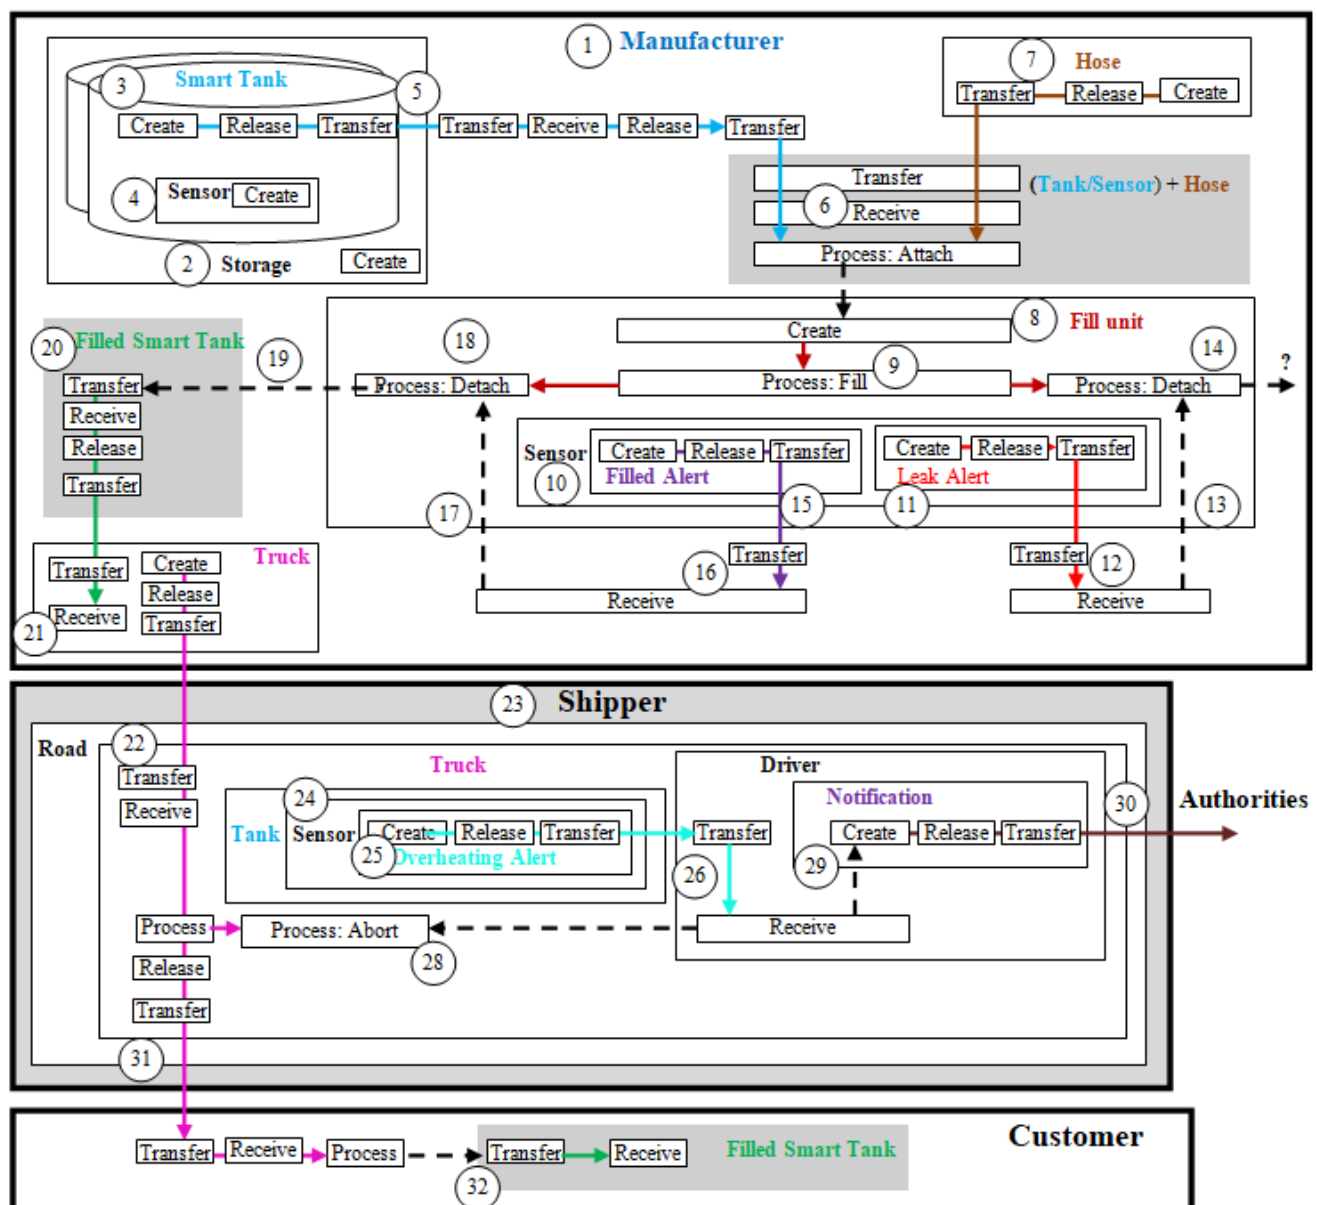 1 Manufacturer
3 Smart Tank 5
Create Release Transfer Transfer Receive Release Transfer
4 Sensor Create
2 Storage Create
7 Hose
Transfer Release Create
Transfer (Tank/Sensor) + Hose
6 Receive
Process: Attach
8 Fill unit
Create
9 Process: Fill
18 Process: Detach
14 Process: Detach
?
19
20 Filled Smart Tank
Transfer
Receive
Release
Transfer
Sensor 10
Create Release Transfer
Filled Alert
Create Release Transfer
Leak Alert
11
17
15
13
16 Transfer
Receive
Transfer 12
Receive
Truck
Transfer
Receive
21
Create
Release
Transfer
23 Shipper
Road
22
Transfer
Receive
Truck
24
Tank Sensor
Create Release Transfer
25 Overheating Alert
Driver
Notification
Transfer
26
Create Release Transfer
29
30 Authorities
Receive
Process
Process: Abort
28
Release
Transfer
31
Customer
Transfer Receive Process Transfer Receive Filled Smart Tank
32